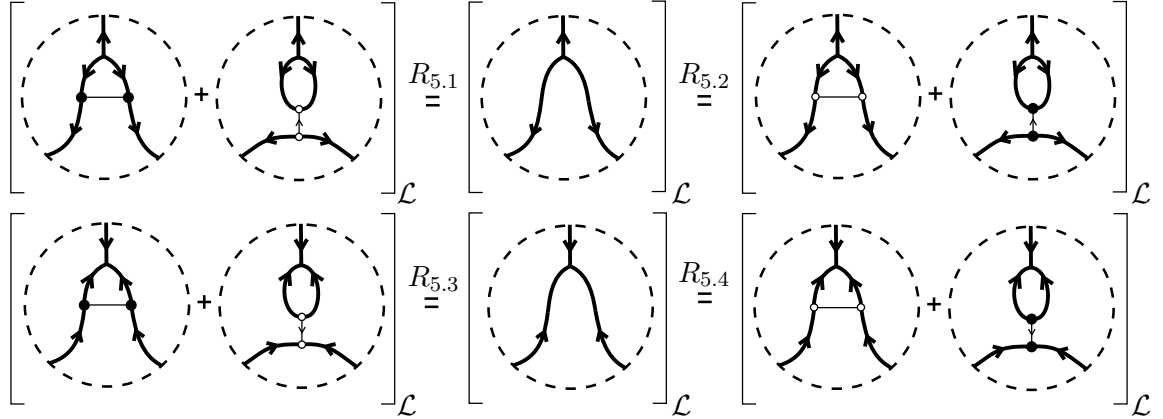 + R5.1 = R5.2 = +
ℒ ℒ ℒ
+ R5.3 = R5.4 = +
ℒ ℒ ℒ